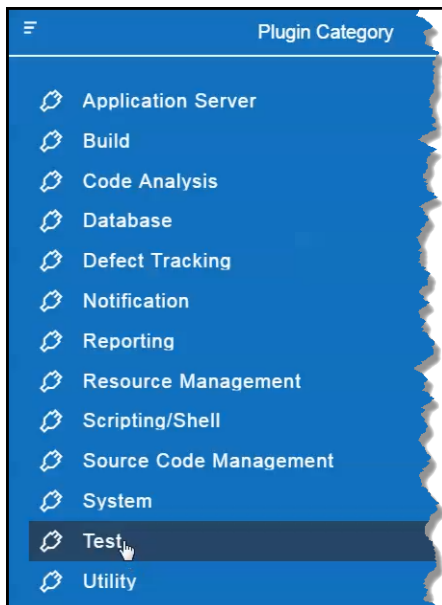 Plugin Category
Application Server
Build
Code Analysis
Database
Defect Tracking
Notification
Reporting
Resource Management
Scripting/Shell
Source Code Management
System
Test
Utility